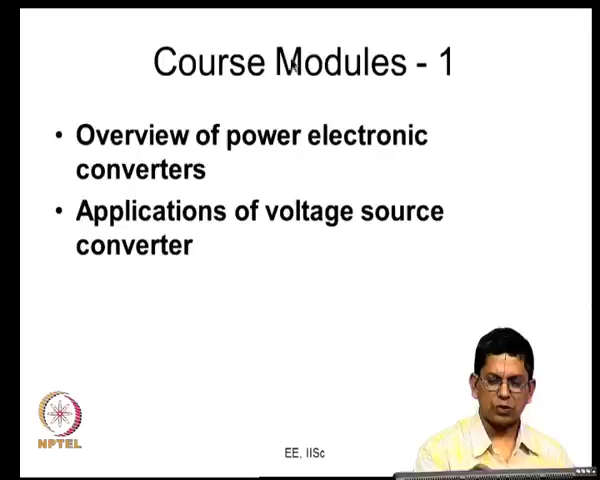 Course Modules - 1
• Overview of power electronic
converters
• Applications of voltage source
converter
NPTEL
EE, IISc